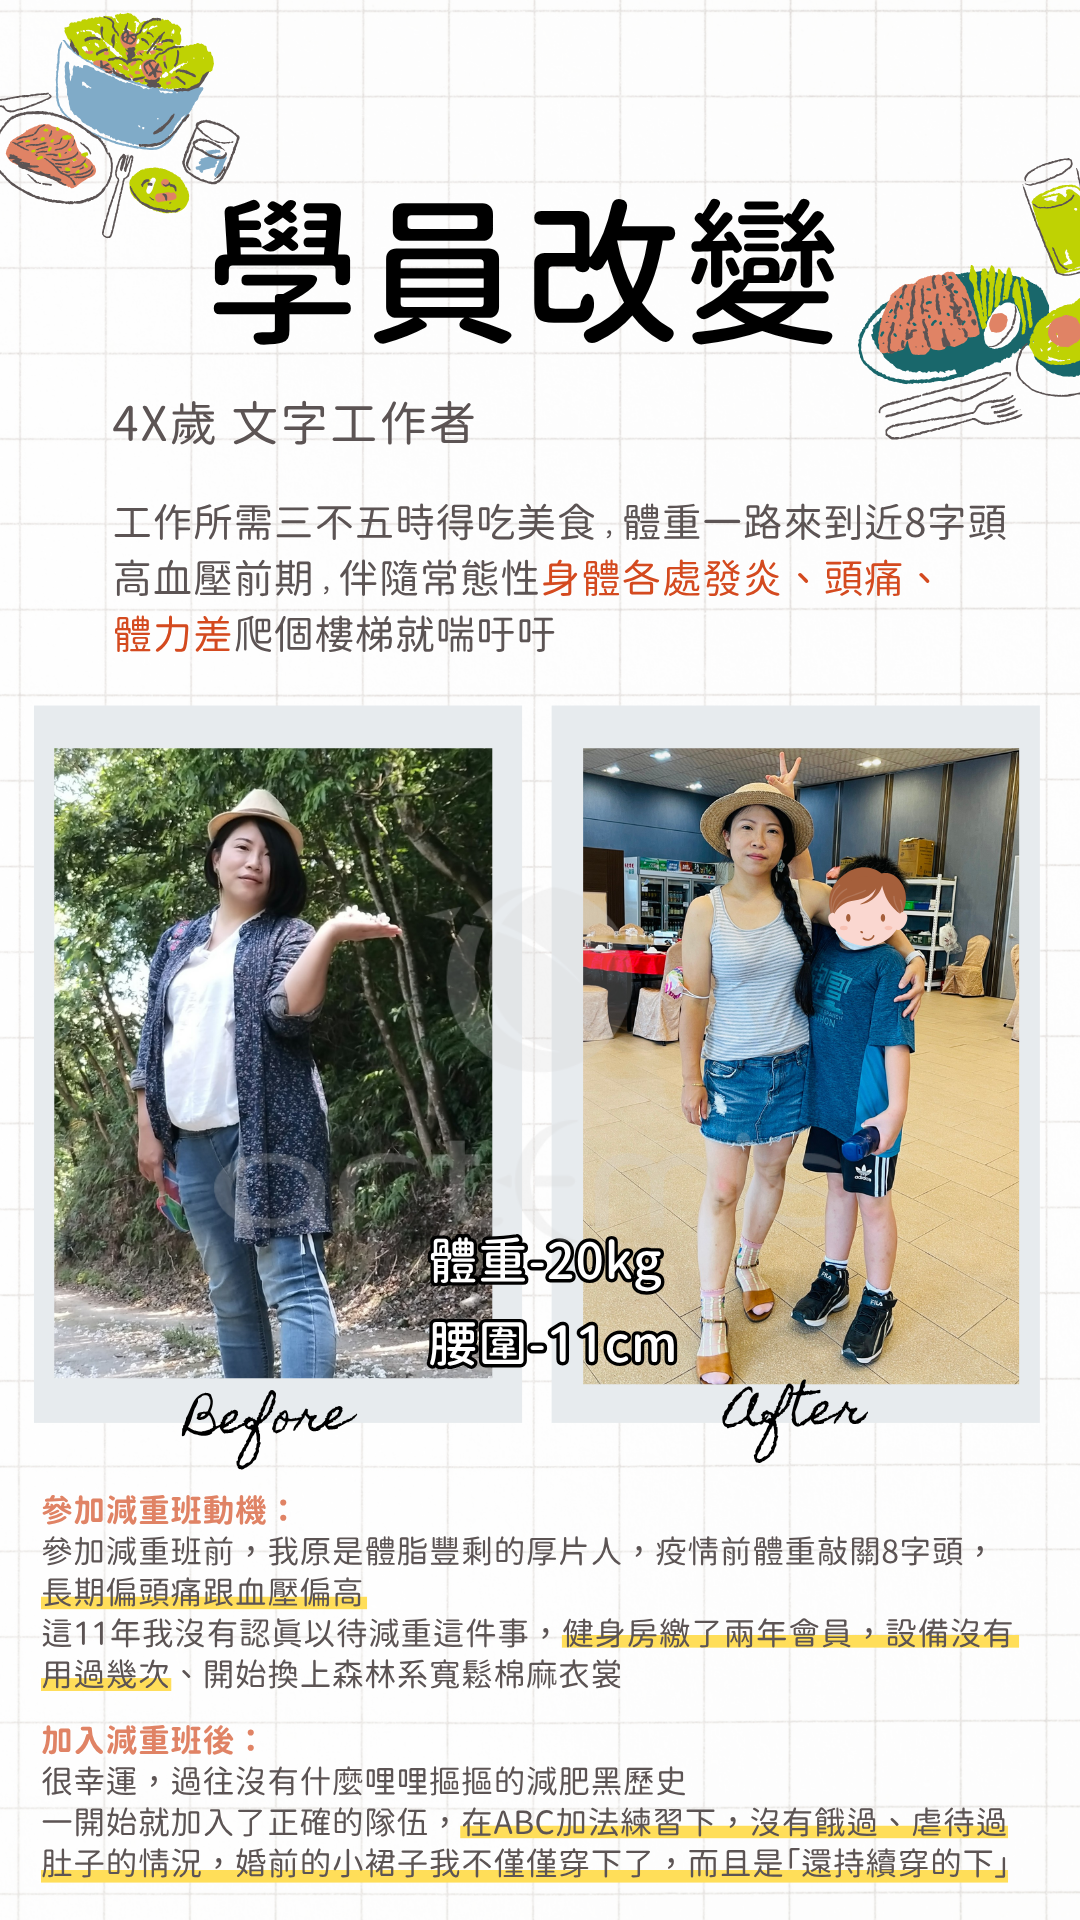 學員改變
4X歲 文字工作者
工作所需三不五時得吃美食,體重一路來到近8字頭
高血壓前期,伴隨常態性身體各處發炎、頭痛、
體力差爬個樓梯就喘吁吁
體重-20kg
腰圍-11cm
Before
After
adidas
FILA
FILA
參加減重班動機：
參加減重班前，我原是體脂豐剩的厚片人，疫情前體重敲關8字頭，
長期偏頭痛跟血壓偏高
這11年我沒有認真以待減重這件事，健身房繳了兩年會員，設備沒有
用過幾次、開始換上森林系寬鬆棉麻衣裳
加入減重班後：
很幸運，過往沒有什麼哩哩摳摳的減肥黑歷史
一開始就加入了正確的隊伍，在ABC加法練習下，沒有餓過、虐待過
肚子的情況，婚前的小裙子我不僅僅穿下了，而且是「還持續穿的下」